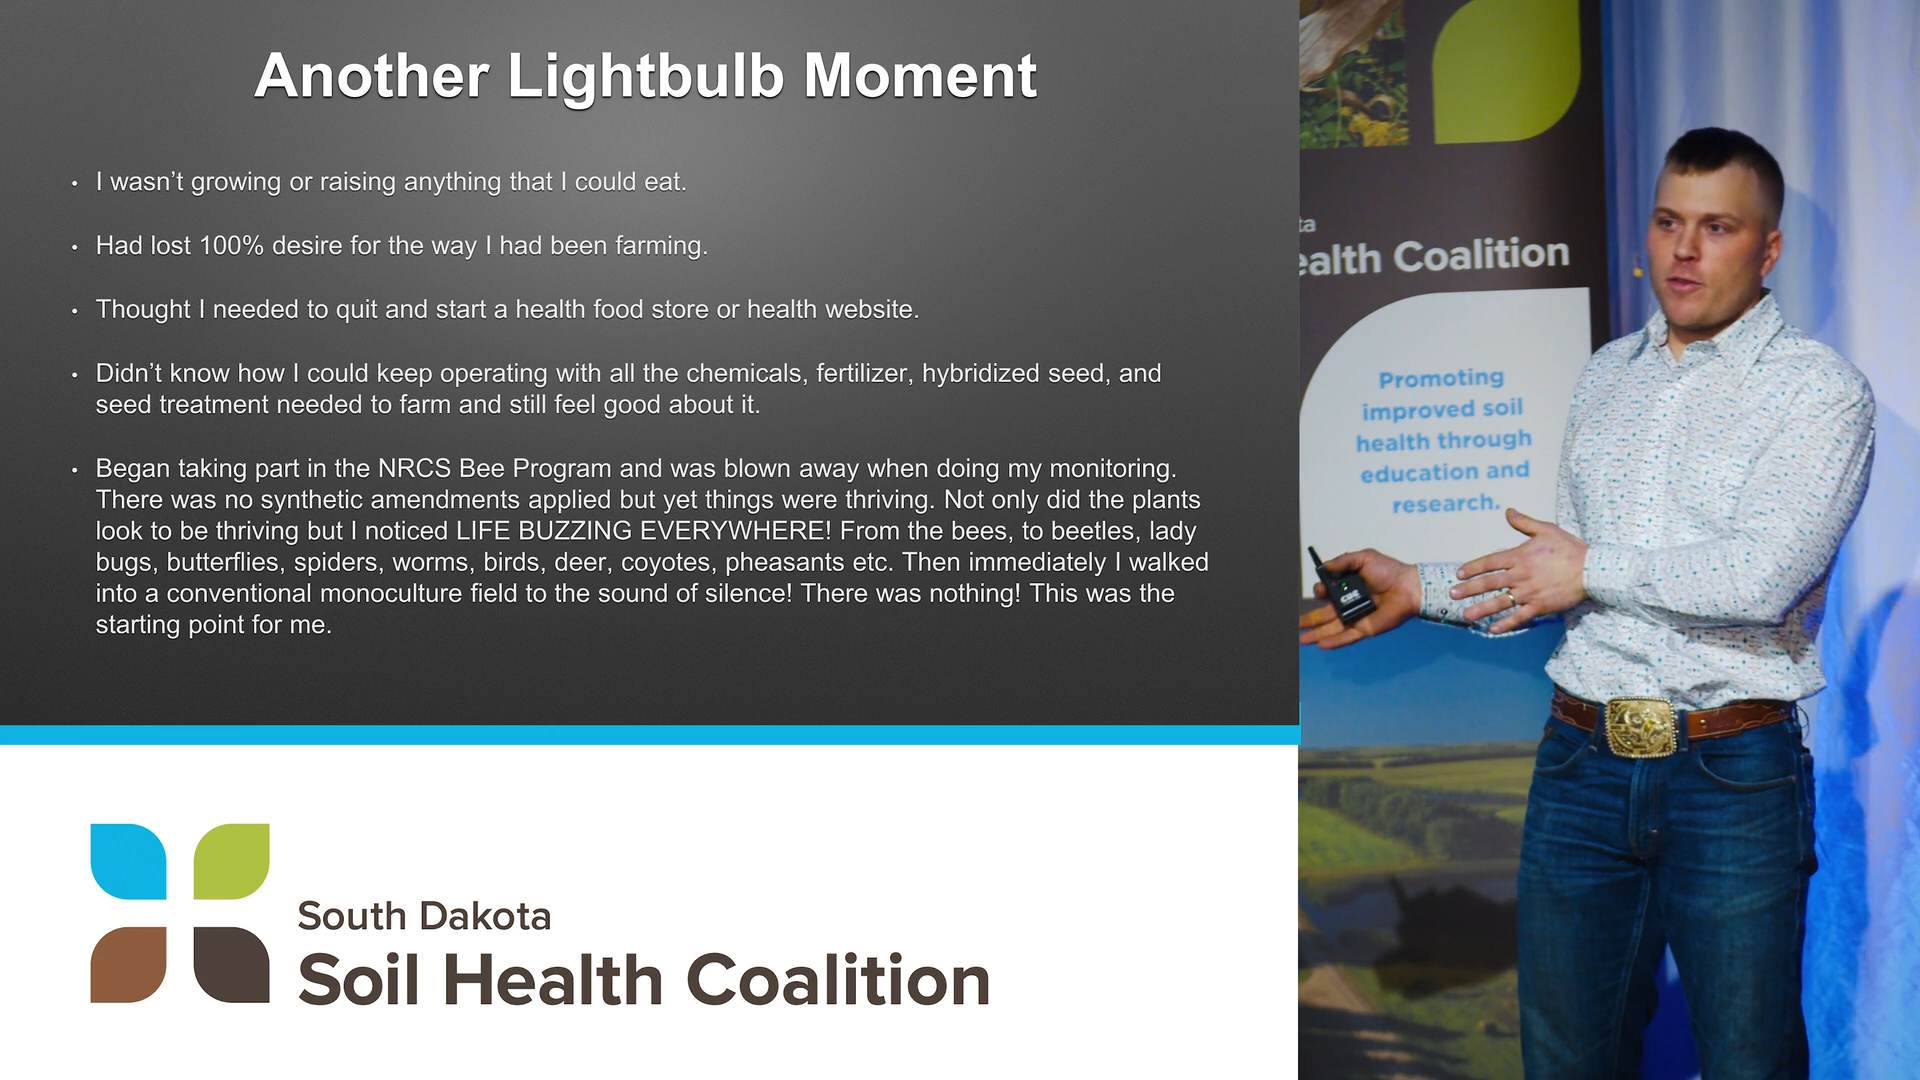 Another Lightbulb Moment
• I wasn’t growing or raising anything that I could eat.
• Had lost 100% desire for the way I had been farming.
• Thought I needed to quit and start a health food store or health website.
• Didn’t know how I could keep operating with all the chemicals, fertilizer, hybridized seed, and
seed treatment needed to farm and still feel good about it.
• Began taking part in the NRCS Bee Program and was blown away when doing my monitoring.
There was no synthetic amendments applied but yet things were thriving. Not only did the plants
look to be thriving but I noticed LIFE BUZZING EVERYWHERE! From the bees, to beetles, lady
bugs, butterflies, spiders, worms, birds, deer, coyotes, pheasants etc. Then immediately I walked
into a conventional monoculture field to the sound of silence! There was nothing! This was the
starting point for me.
South Dakota
Soil Health Coalition
ta
ealth Coalition
Promoting
improved soil
health through
education and
research.